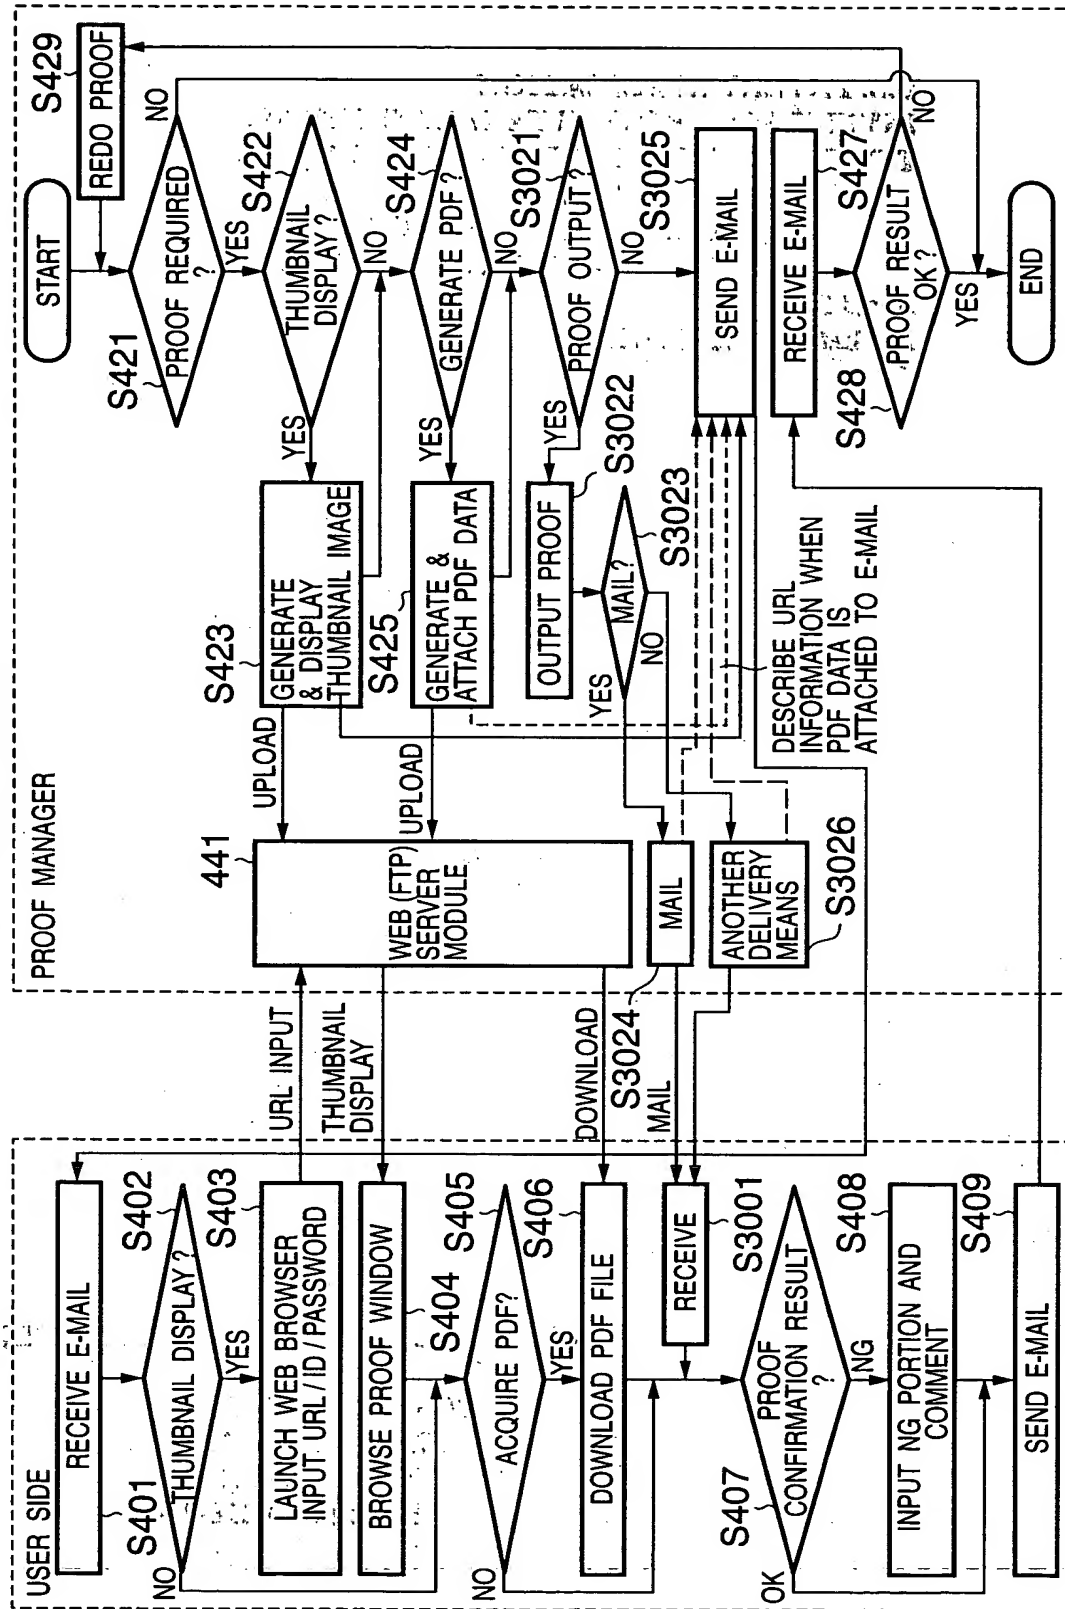 USER SIDE
RECEIVE E-MAIL
S401
THUMBNAIL DISPLAY?
S402
YES
NO
LAUNCH WEB BROWSER
INPUT URL/ID/PASSWORD
S403
BROWSE PROOF WINDOW
S404
ACQUIRE PDF?
S405
YES
NO
DOWNLOAD PDF FILE
S406
RECEIVE
S3001
PROOF
CONFIRMATION RESULT
?
S407
NG
OK
INPUT NG PORTION AND
COMMENT
S408
SEND E-MAIL
S409
URL INPUT
THUMBNAIL
DISPLAY
DOWNLOAD
MAIL
PROOF MANAGER
START
REDO PROOF
S429
PROOF REQUIRED
?
S421
YES
NO
THUMBNAIL
DISPLAY?
S422
YES
NO
GENERATE
& DISPLAY
THUMBNAIL IMAGE
S423
UPLOAD
GENERATE PDF?
S424
YES
NO
GENERATE &
ATTACH PDF DATA
S425
UPLOAD
441
WEB (FTP)
SERVER
MODULE
PROOF OUTPUT?
S3021
YES
NO
OUTPUT PROOF
S3022
MAIL?
S3023
YES
NO
MAIL
S3024
ANOTHER
DELIVERY
MEANS
S3026
SEND E-MAIL
S3025
DESCRIBE URL
INFORMATION WHEN
PDF DATA IS
ATTACHED TO E-MAIL
RECEIVE E-MAIL
S427
PROOF RESULT
OK?
S428
NO
YES
END